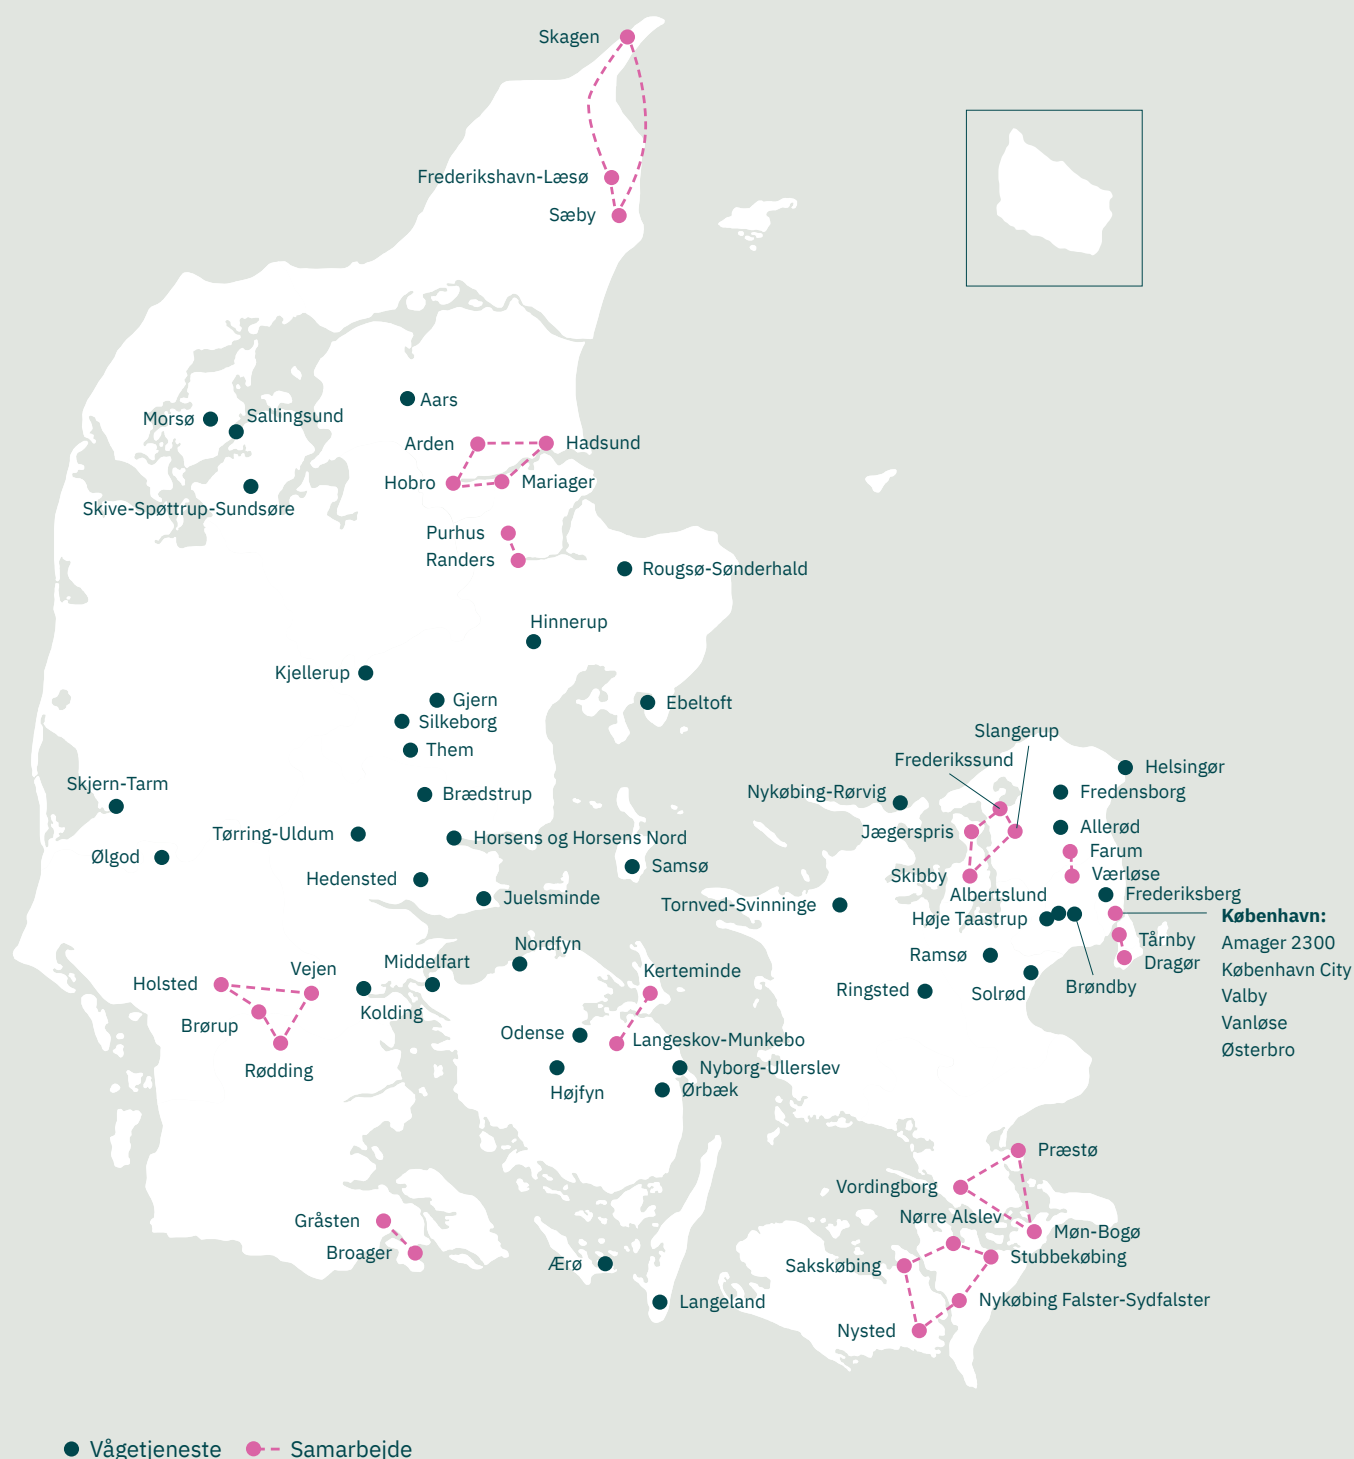 Skagen
Frederikshavn-Læsø
Sæby
Aars
Morsø
Sallingsund
Arden
Hadsund
Hobro
Mariager
Skive-Spøttrup-Sundsøre
Purhus
Randers
Rougsø-Sønderhald
Hinnerup
Kjellerup
Gjern
Ebeltoft
Silkeborg
Them
Slangerup
Frederikssund
Helsingør
Skjern-Tarm
Brædstrup
Nykøbing-Rørvig
Fredensborg
Tørring-Uldum
Horsens og Horsens Nord
Jægerspris
Allerød
Ølgod
Farum
Hedensted
Samsø
Skibby
Værløse
Juelsminde
Tornved-Svinninge
Albertslund
Frederiksberg
Høje Taastrup
København:
Nordfyn
Tårnby
Amager 2300
Middelfart
Ramsø
Dragør
København City
Vejen
Kerteminde
Holsted
Ringsted
Solrød
Brøndby
Valby
Kolding
Brørup
Vanløse
Odense
Langeskov-Munkebo
Østerbro
Rødding
Nyborg-Ullerslev
Højfyn
Ørbæk
Præstø
Vordingborg
Nørre Alslev
Gråsten
Møn-Bogø
Broager
Ærø
Sakskøbing
Stubbekøbing
Langeland
Nykøbing Falster-Sydfalster
Nysted
Vågetjeneste
Samarbejde